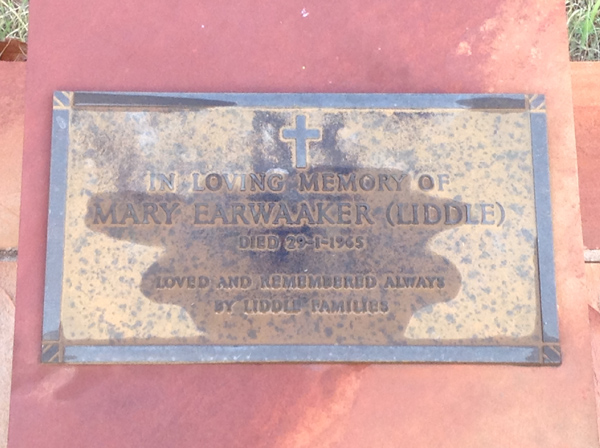 IN LOVING MEMORY OF
MARY EARWAAKER (LIDDLE)
DIED 29-1-1965
LOVED AND REMEMBERED ALWAYS
BY LIDDLE FAMILIES